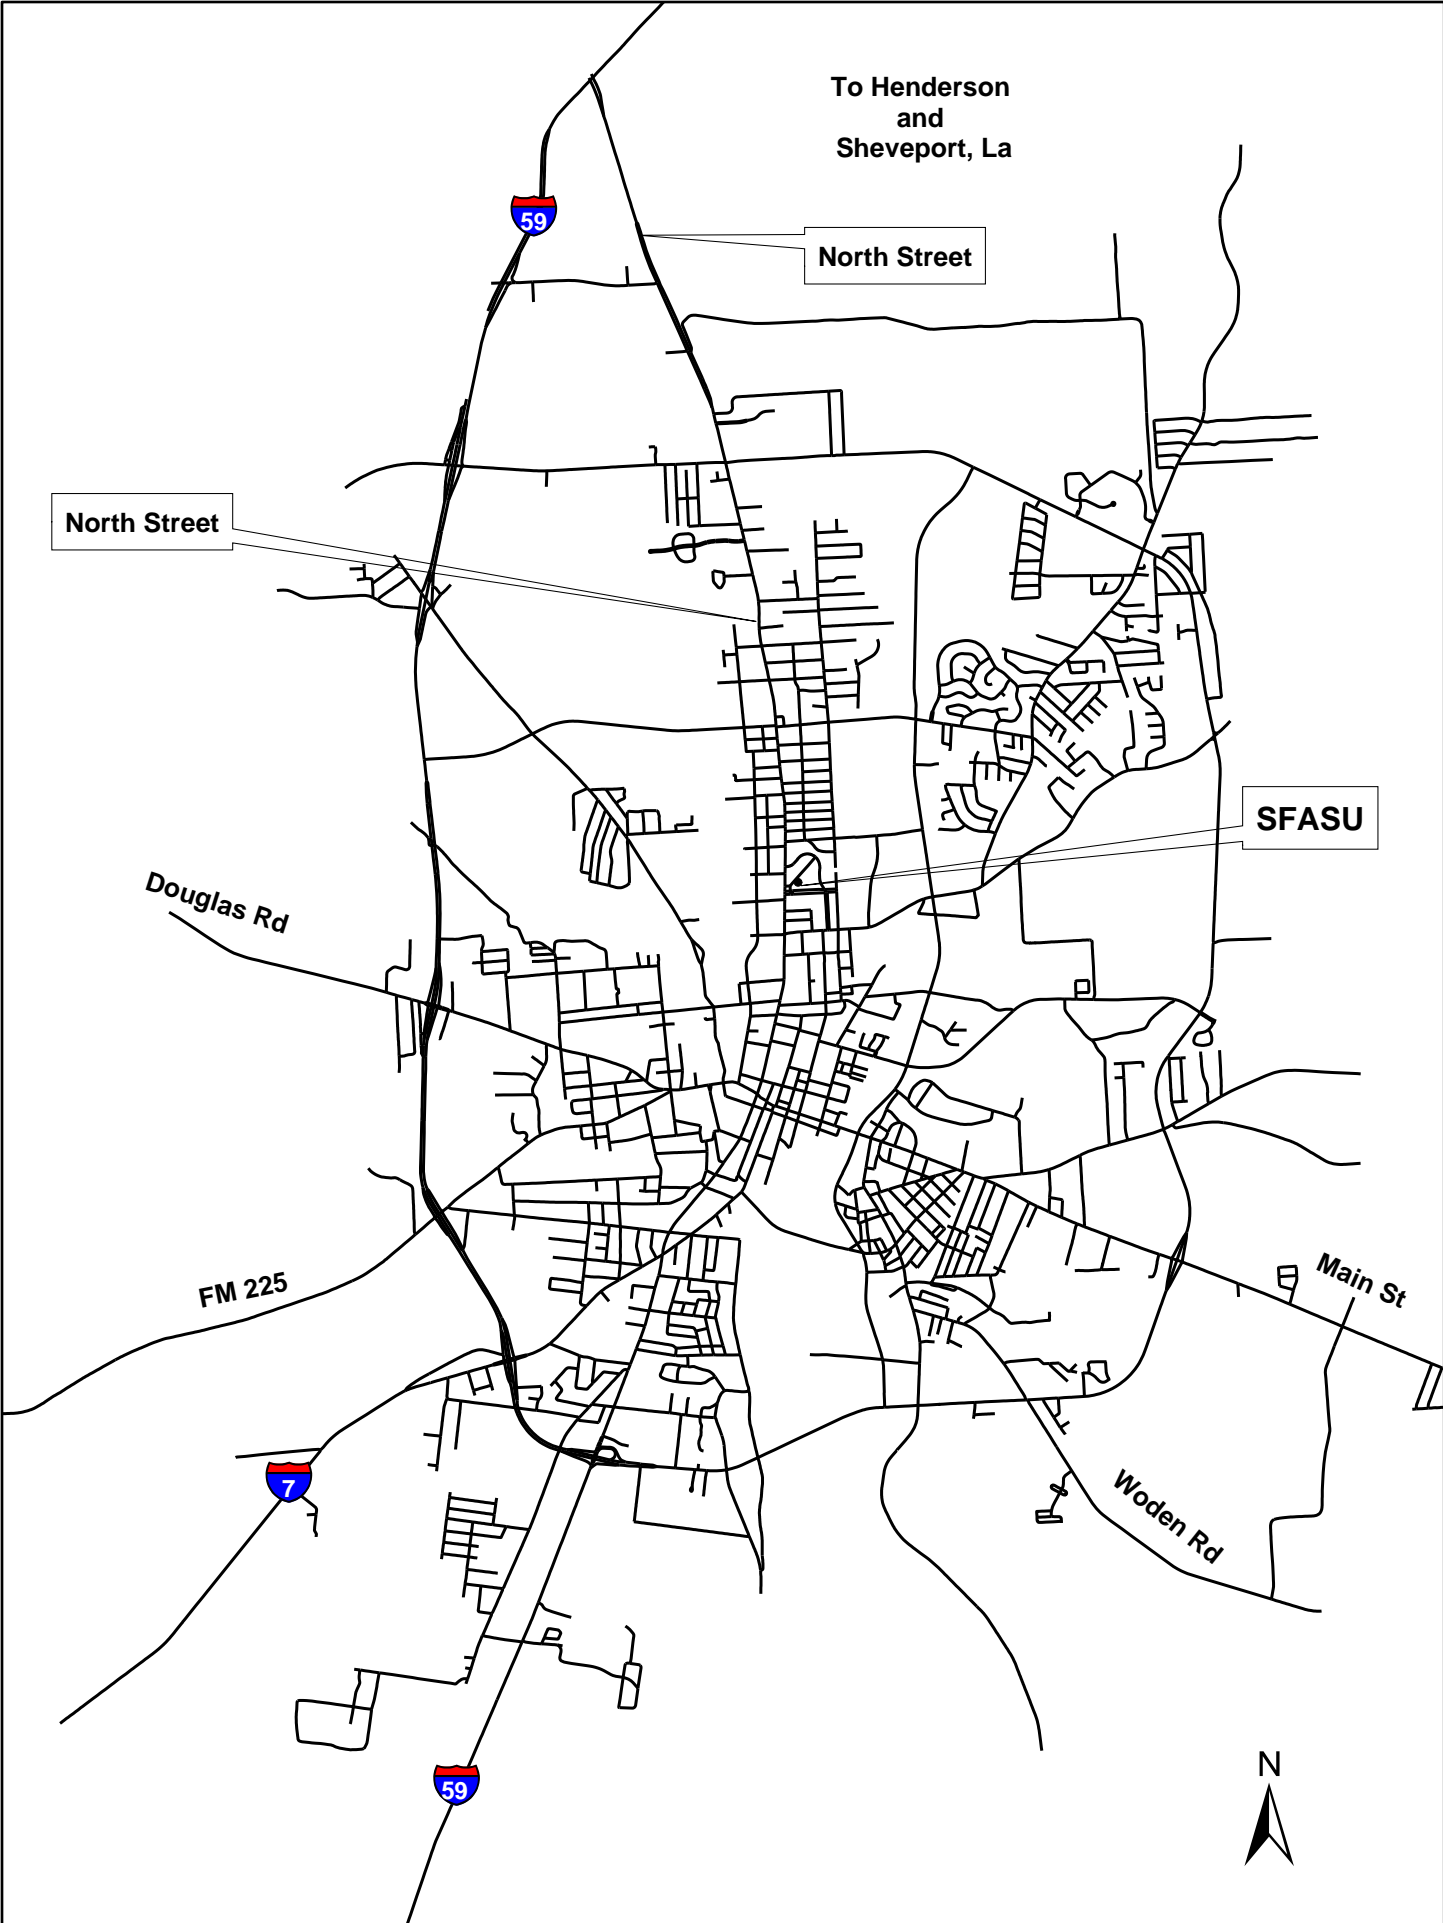 To Henderson
and
Sheveport, La
59
North Street
North Street
SFASU
Douglas Rd
FM 225
Main St
7
Woden Rd
N
59